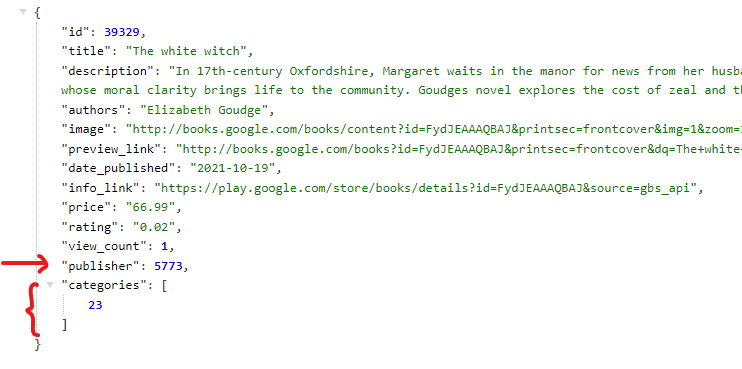 {
"id": 39329,
"title": "The white witch",
"description": "In 17th-century Oxfordshire, Margaret waits in the manor for news from her husba
whose moral clarity brings life to the community. Goudges novel explores the cost of zeal and th
"authors": "Elizabeth Goudge",
"image": "http://books.google.com/books/content?id=FydJEAAAQBAJ&printsec=frontcover&img=1&zoom=
"preview_link": "http://books.google.com/books?id=FydJEAAAQBAJ&printsec=frontcover&dq=The+white
"date_published": "2021-10-19",
"info_link": "https://play.google.com/store/books/details?id=FydJEAAAQBAJ&source=gbs_api",
"price": "66.99",
"rating": "0.02",
"view_count": 1,
"publisher": 5773,
"categories": [
23
]
}